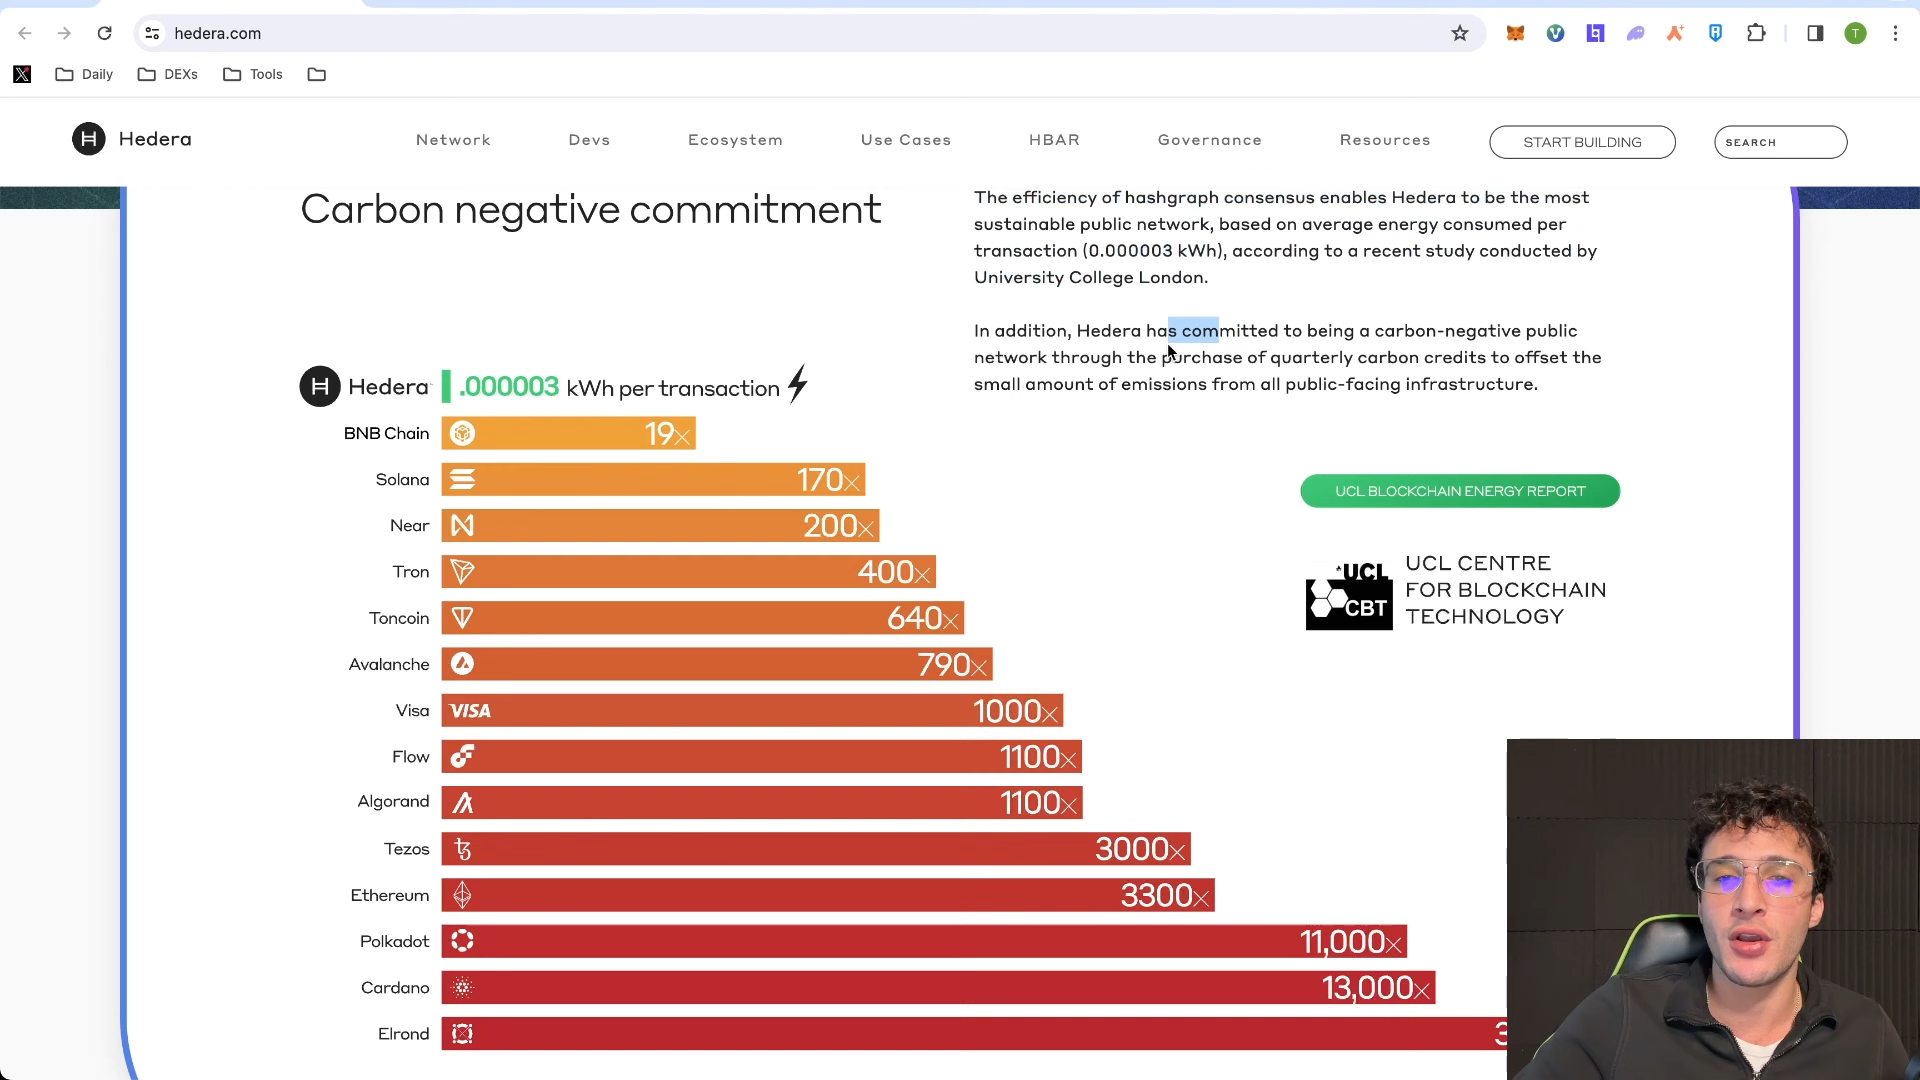 hedera.com
Daily
DEXs
Tools
T
Hedera
Network
Devs
Ecosystem
Use Cases
HBAR
Governance
Resources
START BUILDING
SEARCH
Carbon negative commitment
The efficiency of hashgraph consensus enables Hedera to be the most
sustainable public network, based on average energy consumed per
transaction (0.000003 kWh), according to a recent study conducted by
University College London.
In addition, Hedera has committed to being a carbon-negative public
network through the purchase of quarterly carbon credits to offset the
small amount of emissions from all public-facing infrastructure.
Hedera .000003 kWh per transaction
BNB Chain 19x
Solana 170x
Near 200x
Tron 400x
Toncoin 640x
Avalanche 790x
Visa VISA 1000x
Flow 1100x
Algorand 1100x
Tezos 3000x
Ethereum 3300x
Polkadot 11,000x
Cardano 13,000x
Elrond 3
UCL BLOCKCHAIN ENERGY REPORT
UCL
CBT
UCL CENTRE
FOR BLOCKCHAIN
TECHNOLOGY